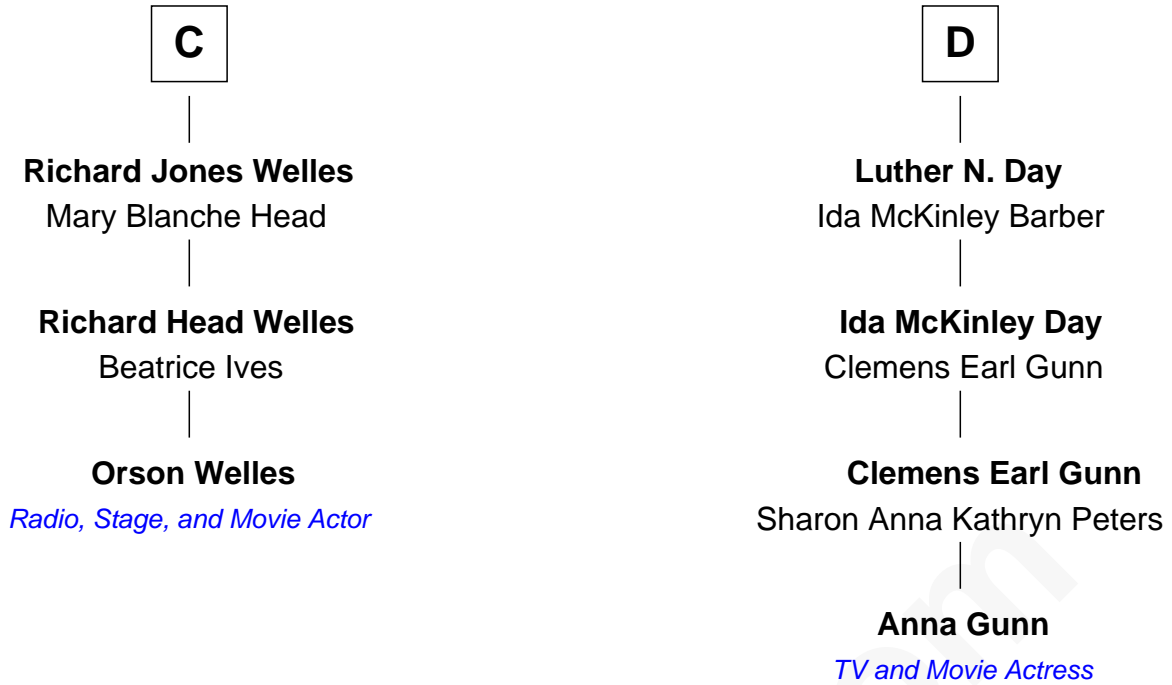 C
Richard Jones Welles
Mary Blanche Head
Richard Head Welles
Beatrice Ives
Orson Welles
Radio, Stage, and Movie Actor
D
Luther N. Day
Ida McKinley Barber
Ida McKinley Day
Clemens Earl Gunn
Clemens Earl Gunn
Sharon Anna Kathryn Peters
Anna Gunn
TV and Movie Actress